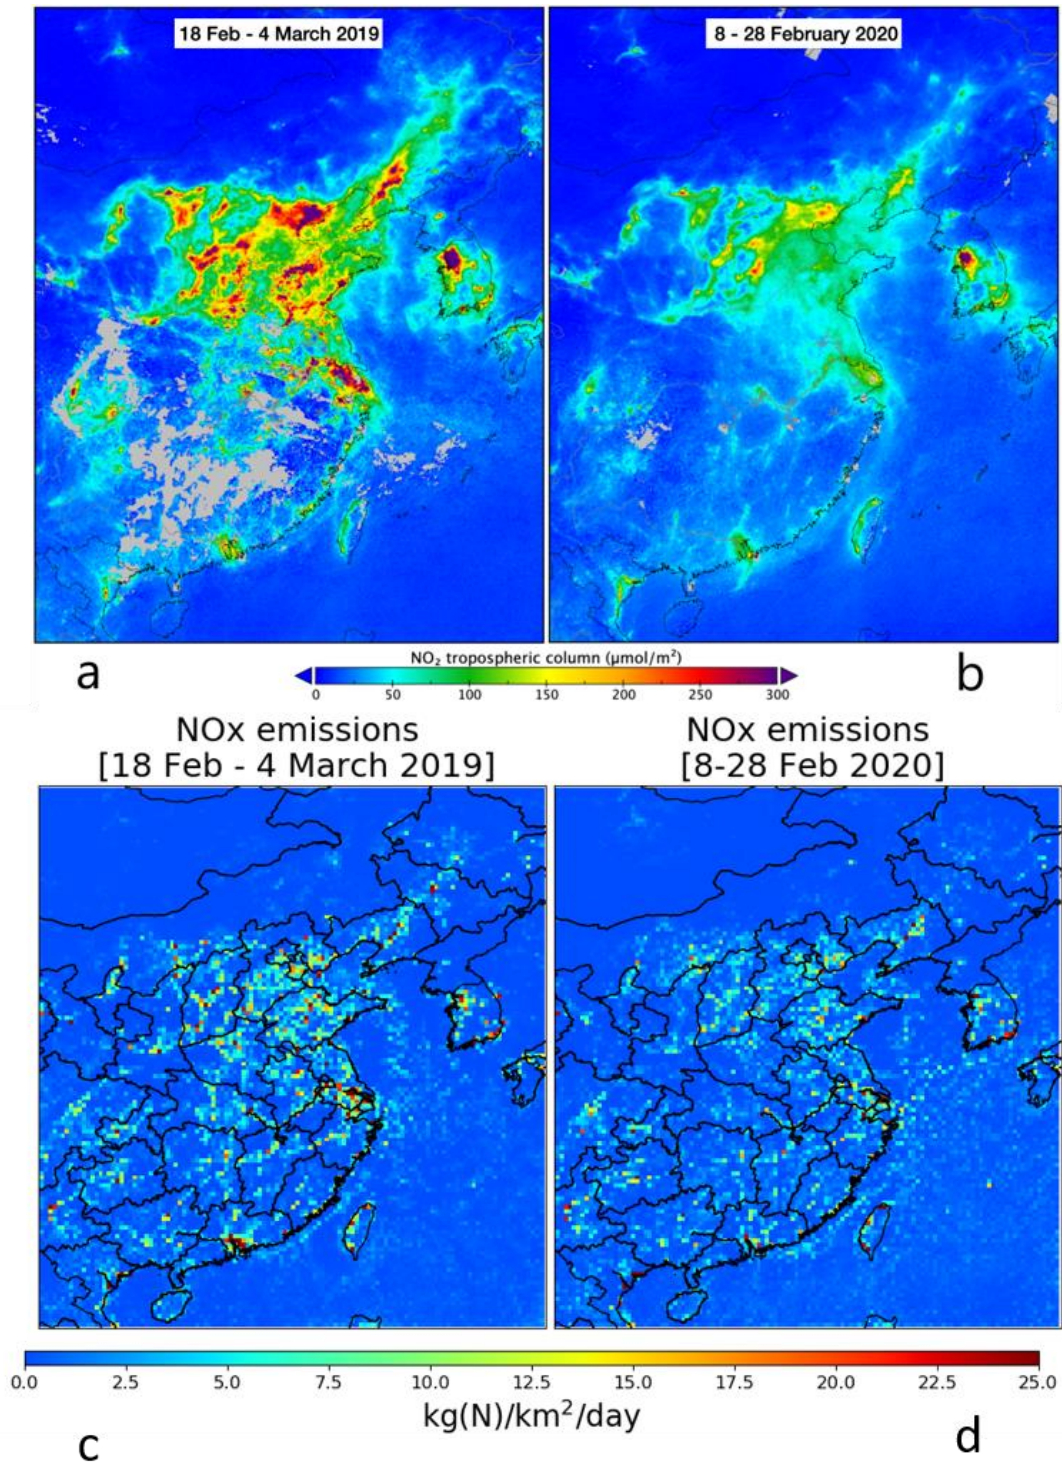 18 Feb - 4 March 2019
8 - 28 February 2020
a
NO₂ tropospheric column (µmol/m²)
0 50 100 150 200 250 300
b
NOx emissions
[18 Feb - 4 March 2019]
NOx emissions
[8-28 Feb 2020]
0.0 2.5 5.0 7.5 10.0 12.5 15.0 17.5 20.0 22.5 25.0
kg(N)/km²/day
c
d